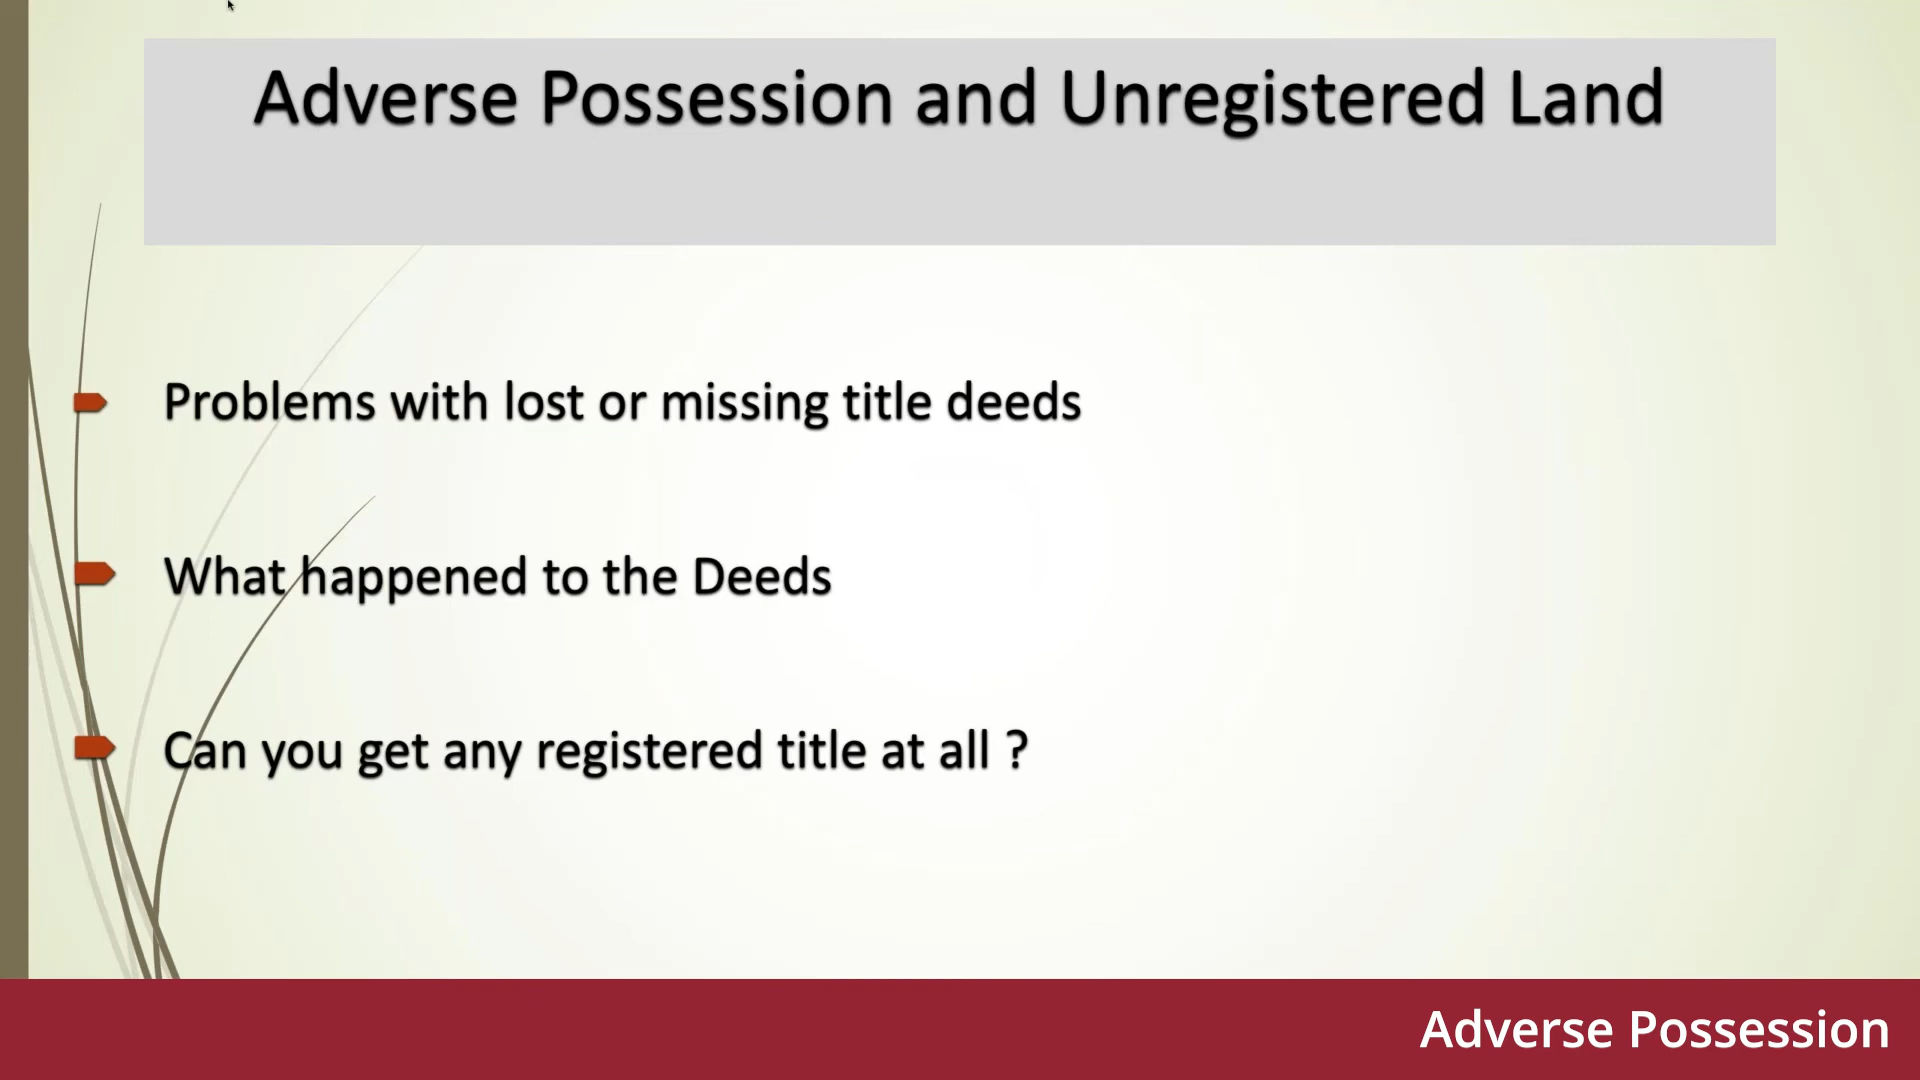 Adverse Possession and Unregistered Land
Problems with lost or missing title deeds
What happened to the Deeds
Can you get any registered title at all ?
Adverse Possession